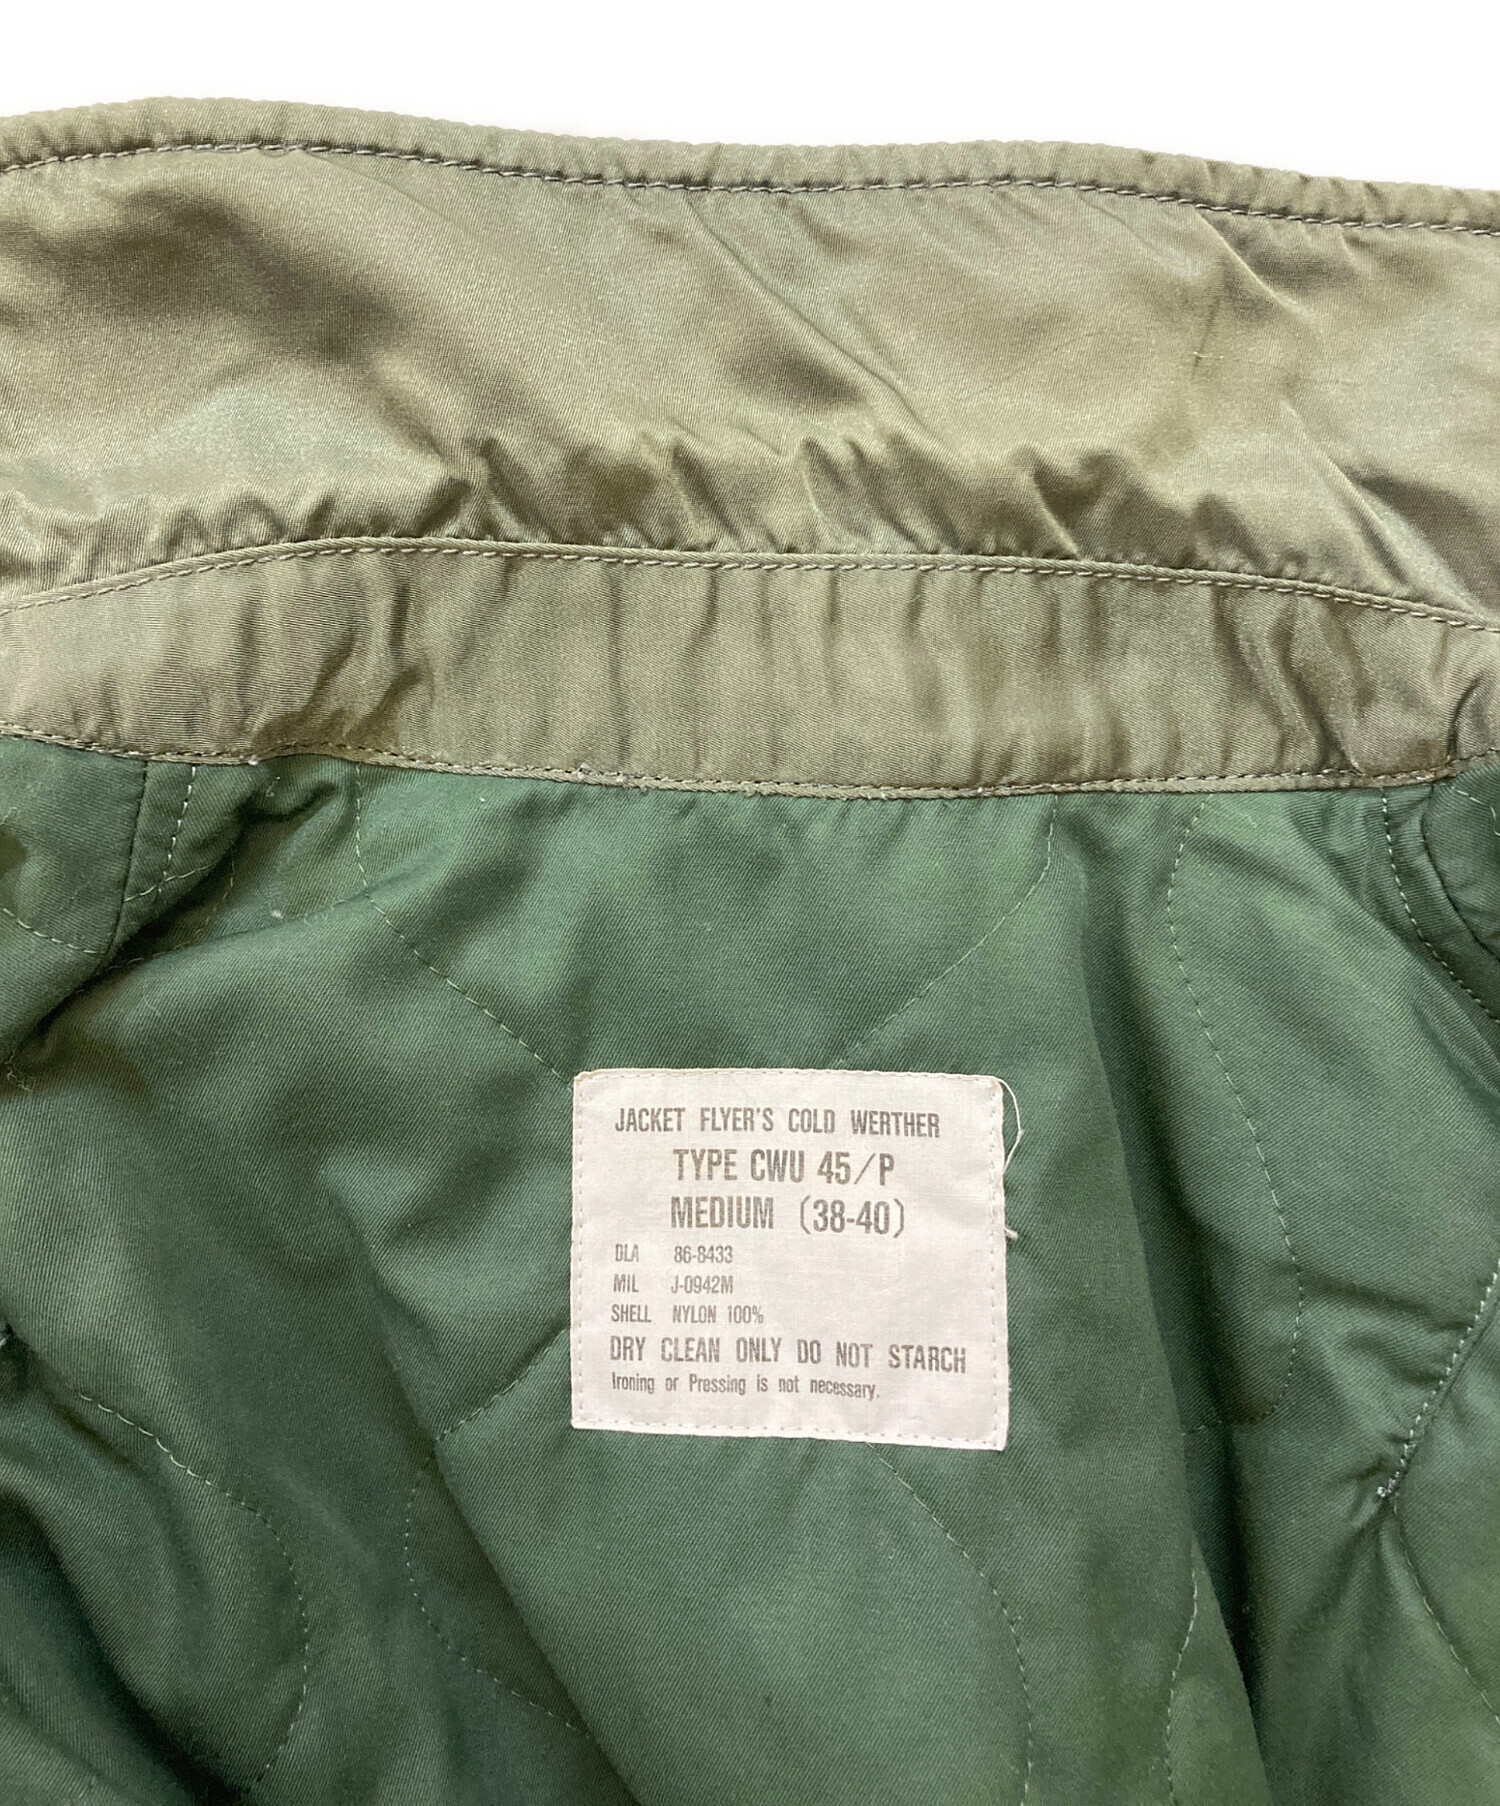 JACKET FLYER'S COLD WERTHER
TYPE CWU 45/P
MEDIUM (38-40)
DLA 86-8433
MIL J-0942M
SHELL NYLON 100%
DRY CLEAN ONLY DO NOT STARCH
Ironing or Pressing is not necessary.